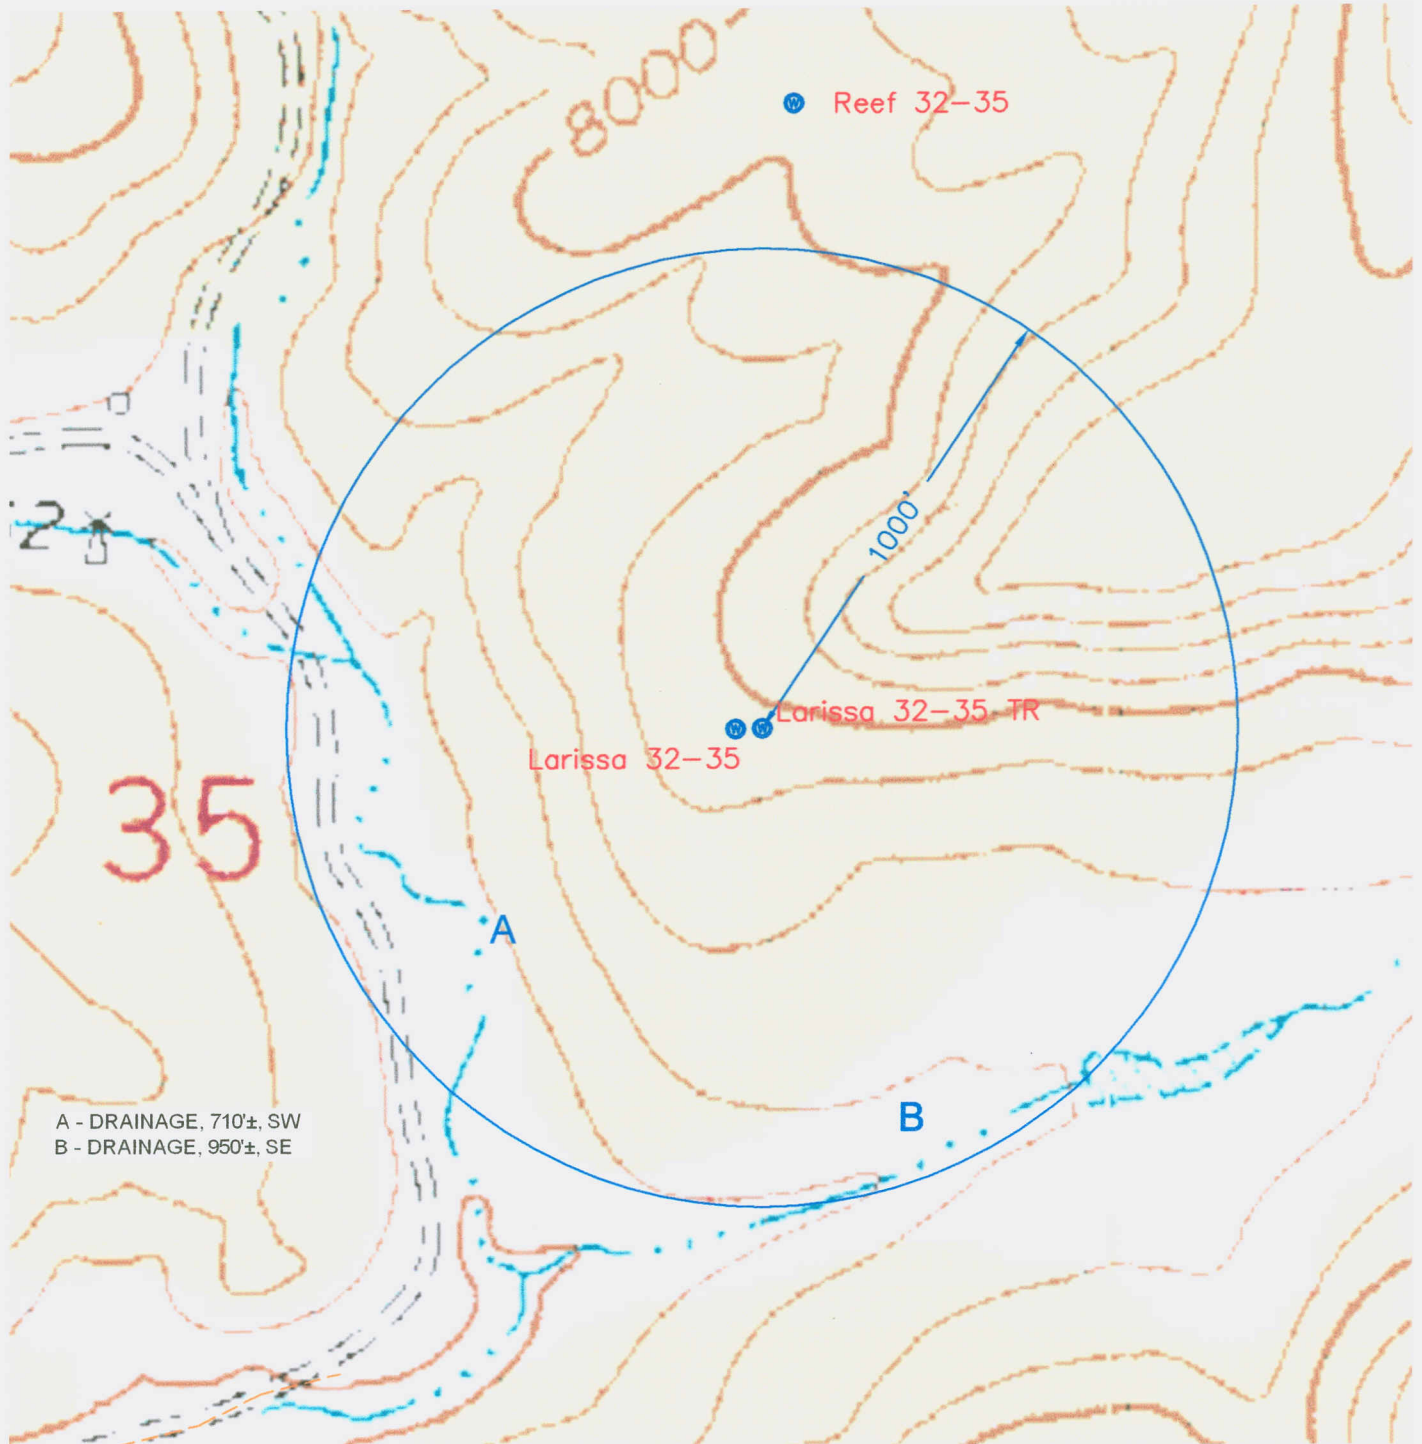 8000
W Reef 32-35
1000'
2
W W Larissa 32-35 TR
Larissa 32-35
35
A
B
A - DRAINAGE, 710'±, SW
B - DRAINAGE, 950'±, SE